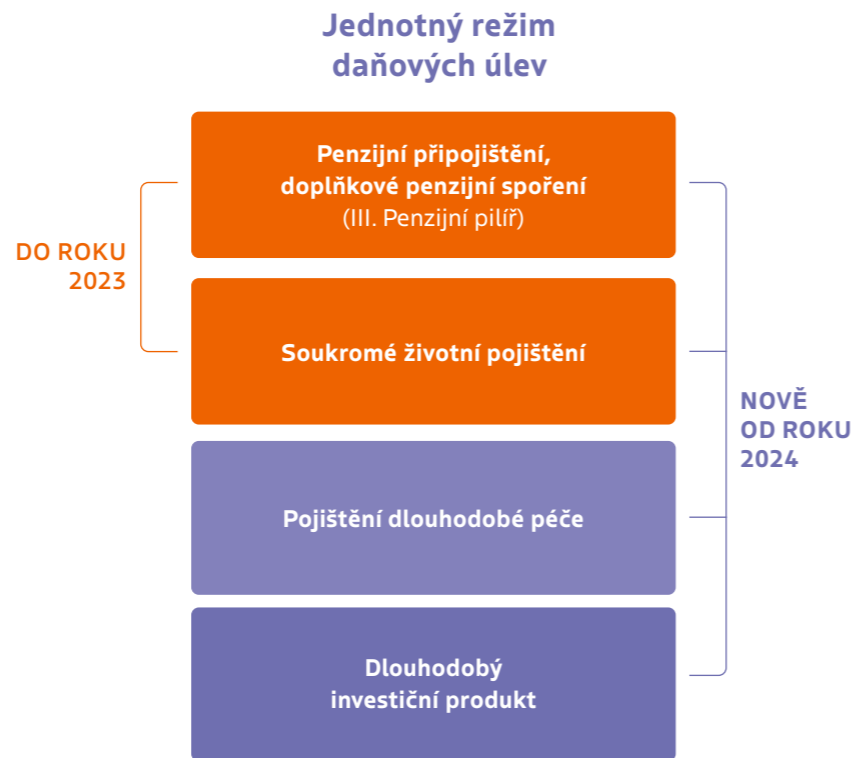 Jednotný režim
daňových úlev
Penzijní připojištění,
doplňkové penzijní spoření
(III. Penzijní pilíř)
DO ROKU
2023
Soukromé životní pojištění
NOVĚ
OD ROKU
2024
Pojištění dlouhodobé péče
Dlouhodobý
investiční produkt